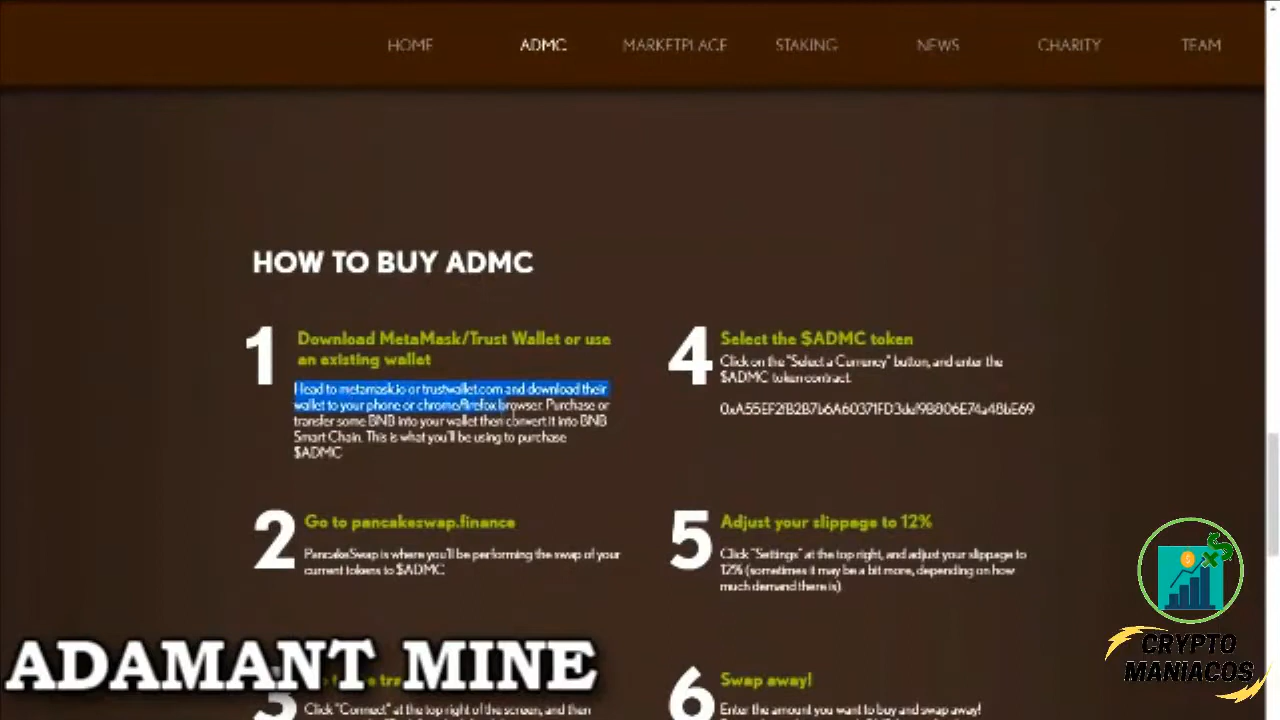 HOME ADMC MARKETPLACE STAKING NEWS CHARITY TEAM
HOW TO BUY ADMC
1
Download MetaMask/Trust Wallet or use
an existing wallet
Head to metamask.io or trustwallet.com and download their
wallet to your phone or chrome/firefox browser. Purchase or
transfer some BNB into your wallet then convert it into BNB
Smart Chain. This is what you'll be using to purchase
$ADMC
2
Go to pancakeswap.finance
PancakeSwap is where you'll be performing the swap of your
current tokens to $ADMC
3
Click "Connect" at the top right of the screen, and then
4
Select the $ADMC token
Click on the "Select a Currency" button, and enter the
$ADMC token contract.
5
Adjust your slippage to 12%
Click "Settings" at the top right, and adjust your slippage to
12% (sometimes it may be a bit more, depending on how
much demand there is)
6
Swap away!
Enter the amount you want to buy and swap away!
ADAMANT MINE
CRYPTO
MANIACOS